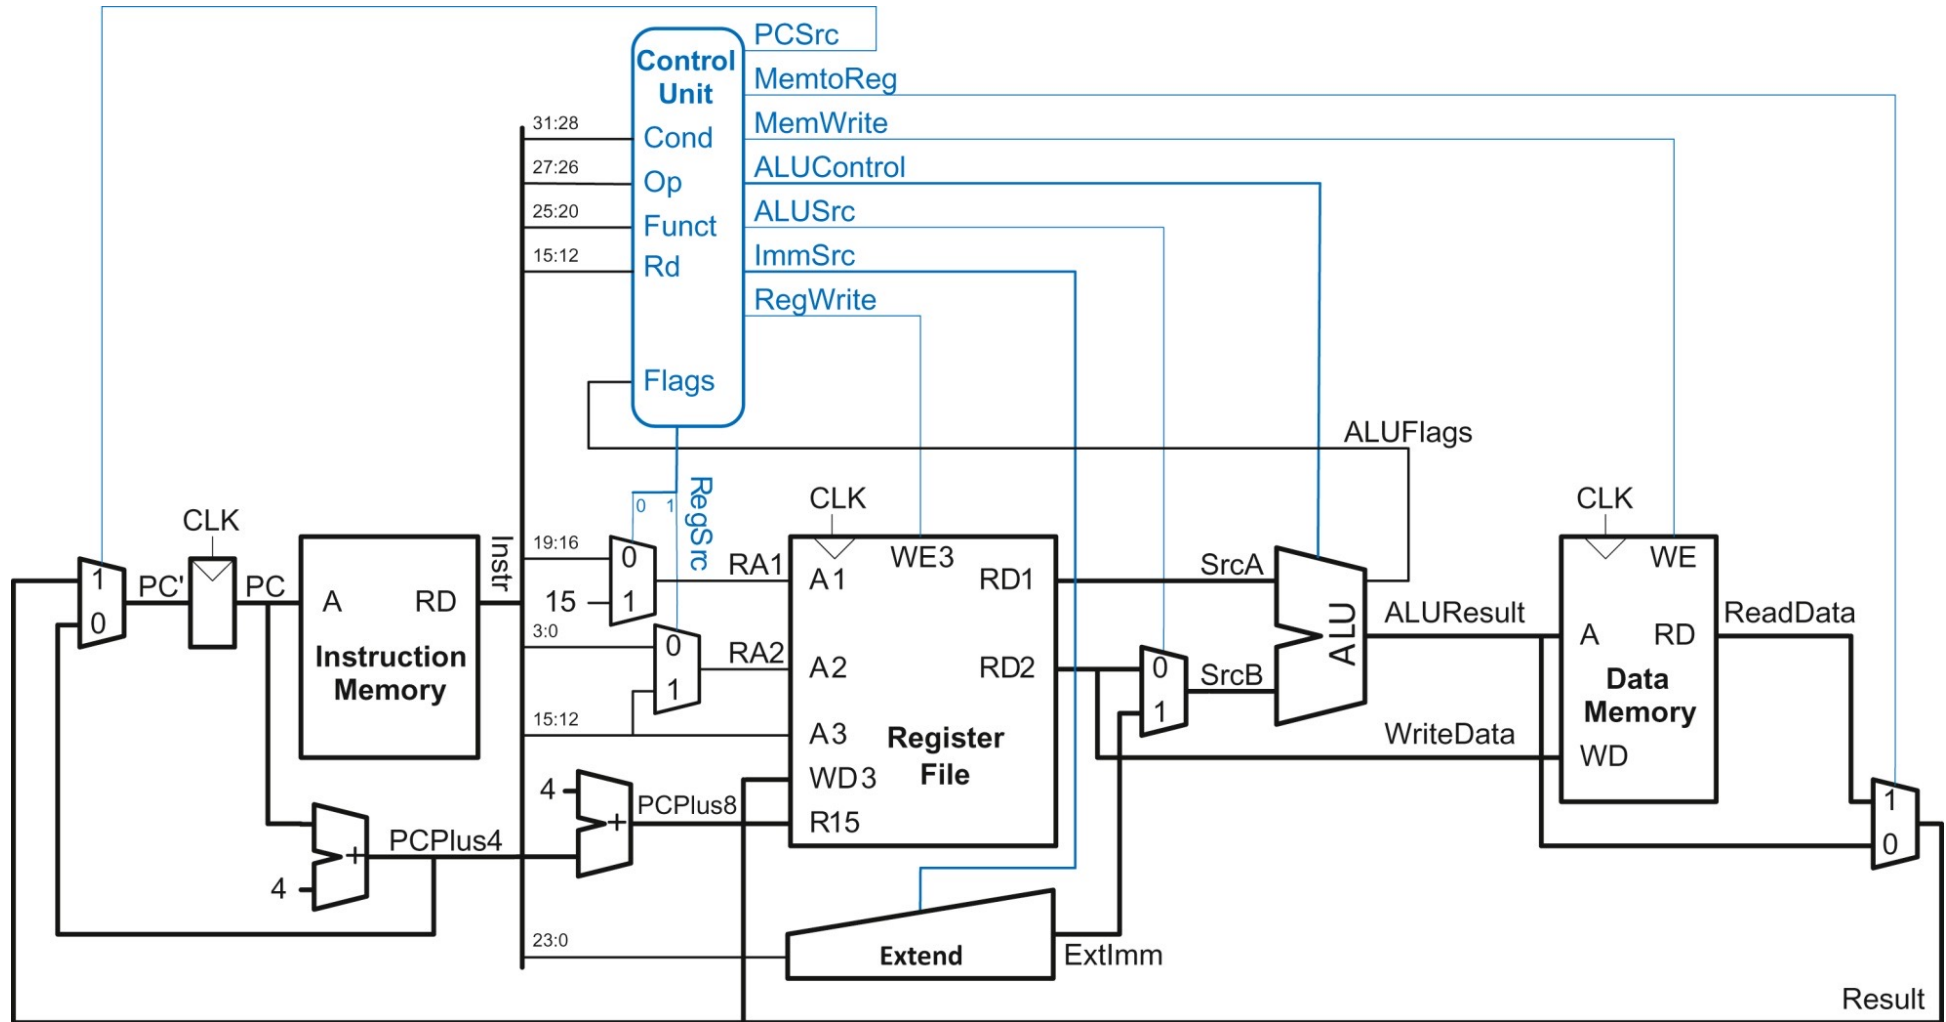 PCSrc
Control
Unit
MemtoReg
MemWrite
31:28
Cond
ALUControl
27:26
Op
ALUSrc
25:20
Funct
ImmSrc
15:12
Rd
RegWrite
Flags
ALUFlags
RegSrc
0 1
CLK
CLK
CLK
Instr
19:16
0
1
15
RA1
A1
WE3
RD1
SrcA
WE
1
0
PC'
PC
A
RD
Instruction
Memory
3:0
0
1
RA2
A2
RD2
0
1
SrcB
ALU
ALUResult
A
RD
ReadData
Data
Memory
15:12
A3
Register
File
WriteData
WD
WD3
4
+
PCPlus8
R15
1
0
PCPlus4
+
4
23:0
Extend
ExtImm
Result